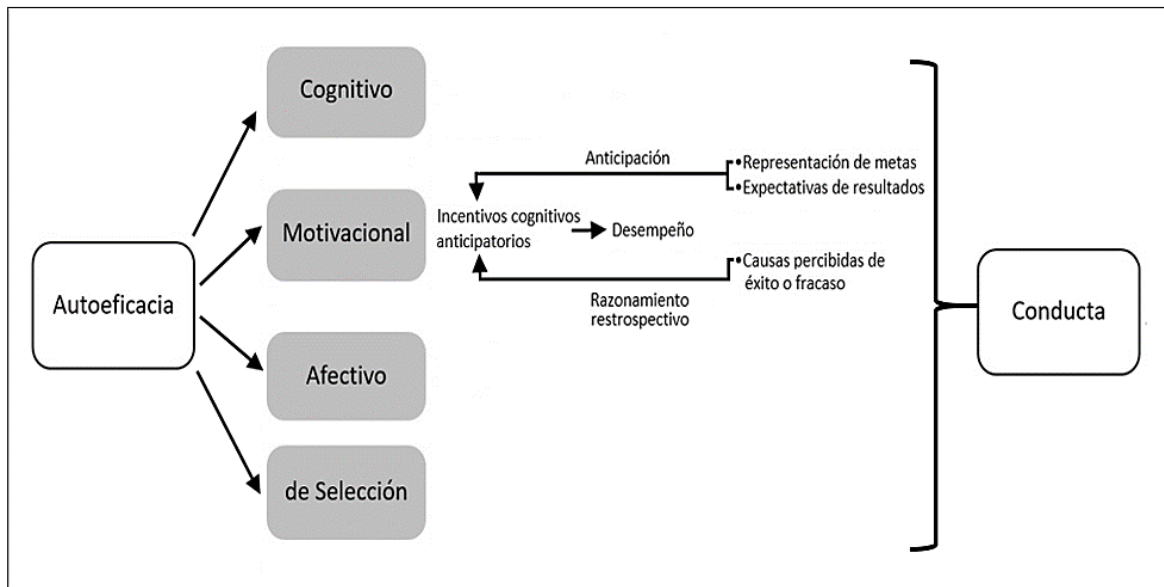 Cognitivo
Anticipación
•Representación de metas
•Expectativas de resultados
Motivacional
Incentivos cognitivos
anticipatorios
Desempeño
•Causas percibidas de
éxito o fracaso
Razonamiento
restrospectivo
Autoeficacia
Conducta
Afectivo
de Selección